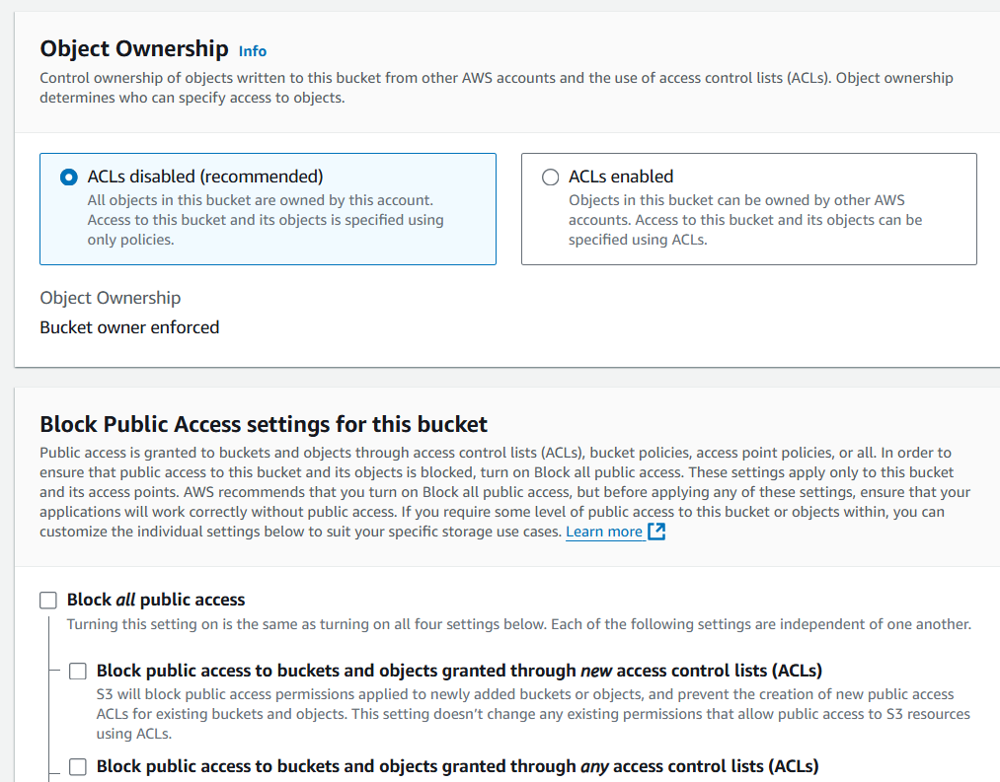 Object Ownership Info
Control ownership of objects written to this bucket from other AWS accounts and the use of access control lists (ACLs). Object ownership
determines who can specify access to objects.
ACLs disabled (recommended)
All objects in this bucket are owned by this account.
Access to this bucket and its objects is specified using
only policies.
ACLs enabled
Objects in this bucket can be owned by other AWS
accounts. Access to this bucket and its objects can be
specified using ACLs.
Object Ownership
Bucket owner enforced
Block Public Access settings for this bucket
Public access is granted to buckets and objects through access control lists (ACLs), bucket policies, access point policies, or all. In order to
ensure that public access to this bucket and its objects is blocked, turn on Block all public access. These settings apply only to this bucket
and its access points. AWS recommends that you turn on Block all public access, but before applying any of these settings, ensure that your
applications will work correctly without public access. If you require some level of public access to this bucket or objects within, you can
customize the individual settings below to suit your specific storage use cases. Learn more
Block all public access
Turning this setting on is the same as turning on all four settings below. Each of the following settings are independent of one another.
Block public access to buckets and objects granted through new access control lists (ACLs)
S3 will block public access permissions applied to newly added buckets or objects, and prevent the creation of new public access
ACLs for existing buckets and objects. This setting doesn't change any existing permissions that allow public access to S3 resources
using ACLs.
Block public access to buckets and objects granted through any access control lists (ACLs)